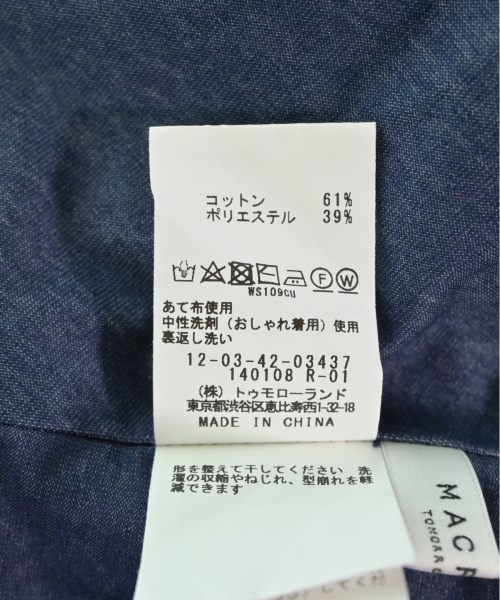 コットン 61%
ポリエステル 39%
WS109CU
あて布使用
中性洗剤（おしゃれ着用）使用
裏返し洗い
12-03-42-03437
140108 R-01
（株）トゥモローランド
東京都渋谷区恵比寿西1-32-18
MADE IN CHINA
形を整えて干してください 洗
濯の収縮やねじれ、型崩れを軽
減できます